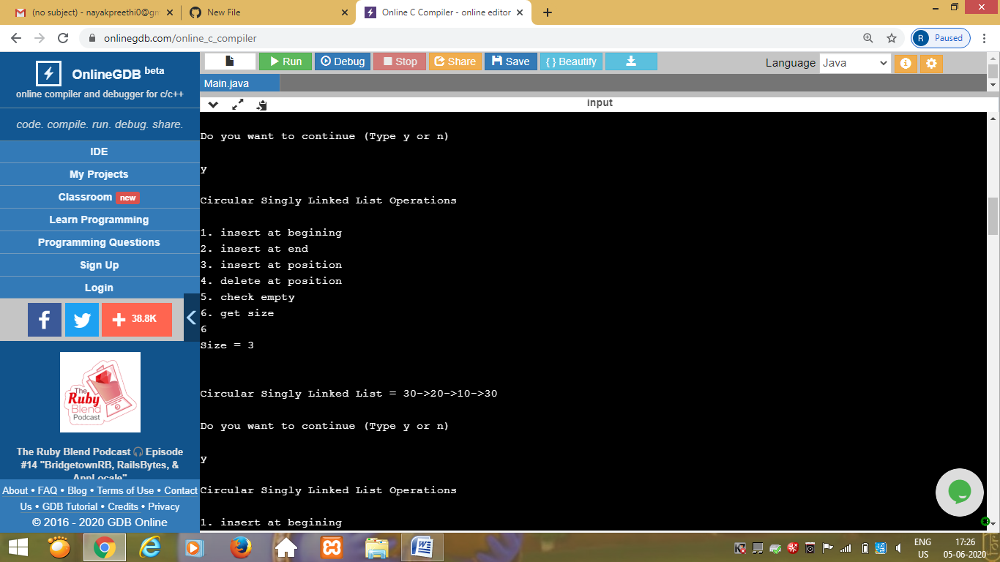 (no subject) - nayakpreethi0@gm
New File
Online C Compiler - online editor
onlinegdb.com/online_c_compiler
R Paused
OnlineGDB beta
online compiler and debugger for c/c++
code. compile. run. debug. share.
IDE
My Projects
Classroom new
Learn Programming
Programming Questions
Sign Up
Login
38.8K
The
Ruby
Blend
Podcast
The Ruby Blend Podcast 🎧 Episode
#14 "BridgetownRB, RailsBytes, &
AppLocale"
About • FAQ • Blog • Terms of Use • Contact
Us • GDB Tutorial • Credits • Privacy
© 2016 - 2020 GDB Online
Run Debug Stop Share Save { } Beautify
Language Java
Main.java
input
Do you want to continue (Type y or n)
y
Circular Singly Linked List Operations
1. insert at begining
2. insert at end
3. insert at position
4. delete at position
5. check empty
6. get size
6
Size = 3
Circular Singly Linked List = 30->20->10->30
Do you want to continue (Type y or n)
y
Circular Singly Linked List Operations
1. insert at begining
ENG 17:26
US 05-06-2020